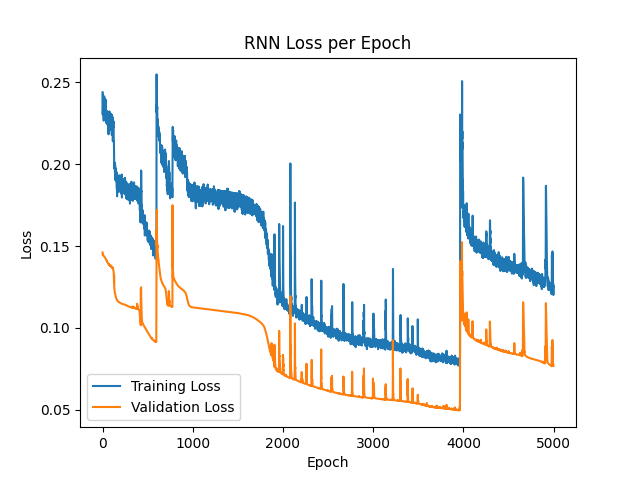 RNN Loss per Epoch
Loss
0.25
0.20
0.15
0.10
0.05
Training Loss
Validation Loss
0 1000 2000 3000 4000 5000
Epoch